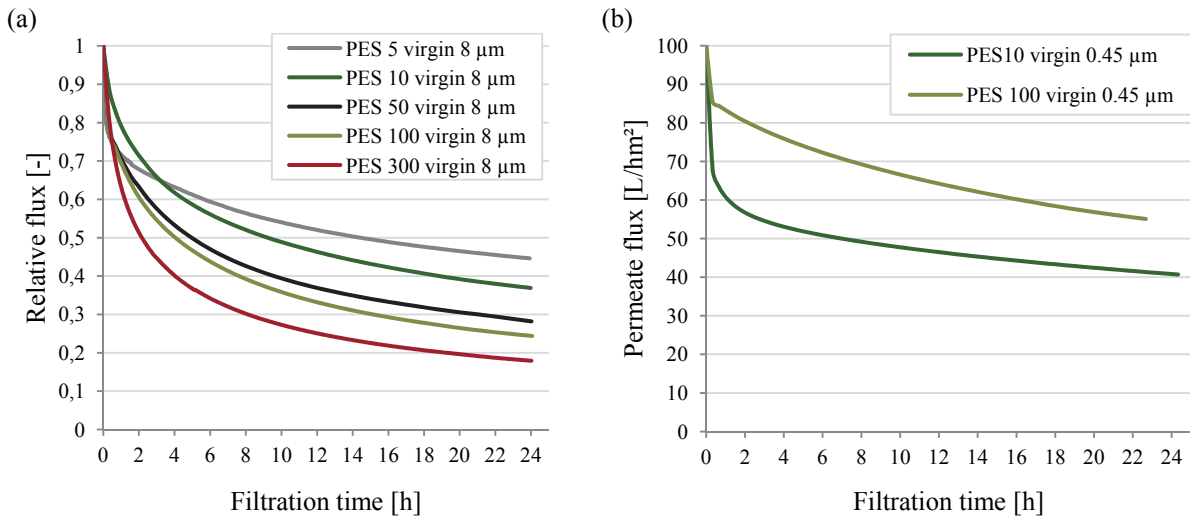 (a)
Relative flux [-]
1
0,9
0,8
0,7
0,6
0,5
0,4
0,3
0,2
0,1
0
PES 5 virgin 8 µm
PES 10 virgin 8 µm
PES 50 virgin 8 µm
PES 100 virgin 8 µm
PES 300 virgin 8 µm
0 2 4 6 8 10 12 14 16 18 20 22 24
Filtration time [h]
(b)
Permeate flux [L/hm²]
100
90
80
70
60
50
40
30
20
10
0
PES10 virgin 0.45 µm
PES 100 virgin 0.45 µm
0 2 4 6 8 10 12 14 16 18 20 22 24
Filtration time [h]